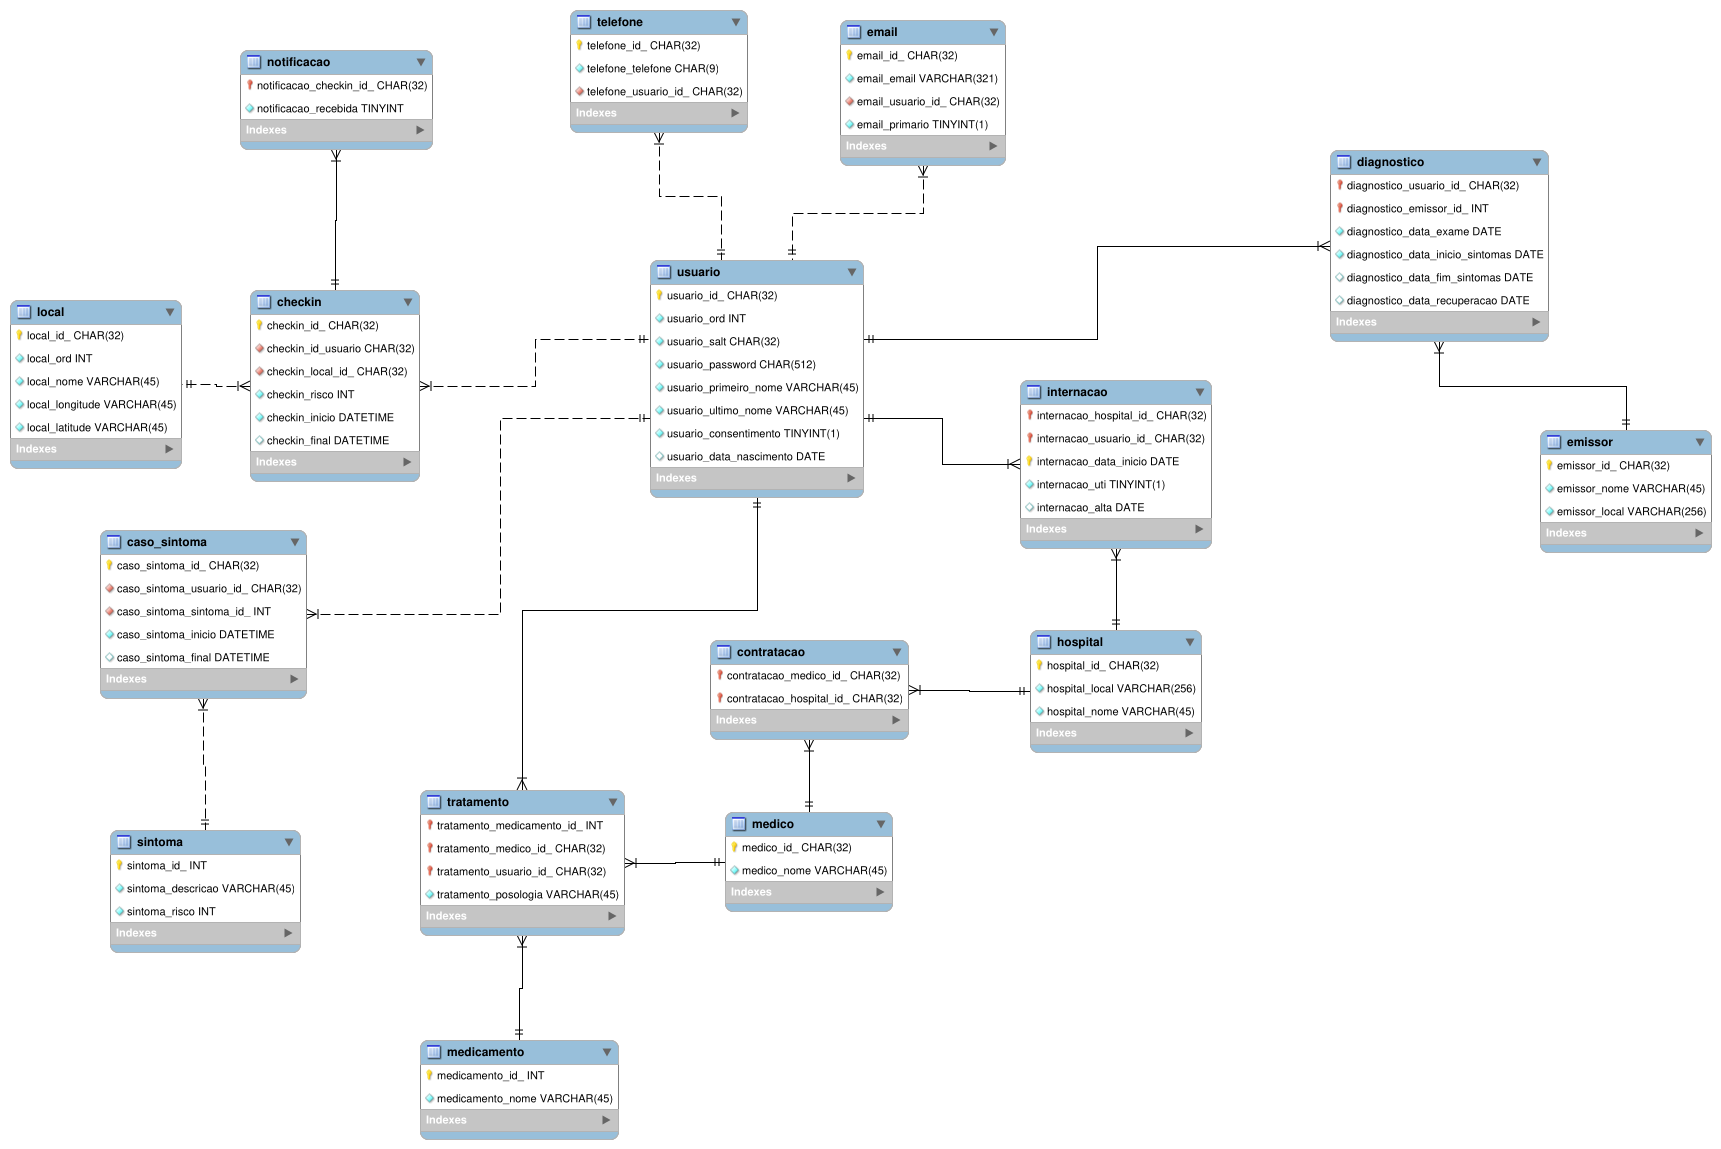 telefone
telefone_id_ CHAR(32)
telefone_telefone CHAR(9)
telefone_usuario_id_ CHAR(32)
Indexes
email
email_id_ CHAR(32)
email_email VARCHAR(321)
email_usuario_id_ CHAR(32)
email_primario TINYINT(1)
Indexes
notificacao
notificacao_checkin_id_ CHAR(32)
notificacao_recebida TINYINT
Indexes
diagnostico
diagnostico_usuario_id_ CHAR(32)
diagnostico_emissor_id_ INT
diagnostico_data_exame DATE
diagnostico_data_inicio_sintomas DATE
diagnostico_data_fim_sintomas DATE
diagnostico_data_recuperacao DATE
Indexes
local
local_id_ CHAR(32)
local_ord INT
local_nome VARCHAR(45)
local_longitude VARCHAR(45)
local_latitude VARCHAR(45)
Indexes
checkin
checkin_id_ CHAR(32)
checkin_id_usuario CHAR(32)
checkin_local_id_ CHAR(32)
checkin_risco INT
checkin_inicio DATETIME
checkin_final DATETIME
Indexes
usuario
usuario_id_ CHAR(32)
usuario_ord INT
usuario_salt CHAR(32)
usuario_password CHAR(512)
usuario_primeiro_nome VARCHAR(45)
usuario_ultimo_nome VARCHAR(45)
usuario_consentimento TINYINT(1)
usuario_data_nascimento DATE
Indexes
internacao
internacao_hospital_id_ CHAR(32)
internacao_usuario_id_ CHAR(32)
internacao_data_inicio DATE
internacao_uti TINYINT(1)
internacao_alta DATE
Indexes
emissor
emissor_id_ CHAR(32)
emissor_nome VARCHAR(45)
emissor_local VARCHAR(256)
Indexes
caso_sintoma
caso_sintoma_id_ CHAR(32)
caso_sintoma_usuario_id_ CHAR(32)
caso_sintoma_sintoma_id_ INT
caso_sintoma_inicio DATETIME
caso_sintoma_final DATETIME
Indexes
contratacao
contratacao_medico_id_ CHAR(32)
contratacao_hospital_id_ CHAR(32)
Indexes
hospital
hospital_id_ CHAR(32)
hospital_local VARCHAR(256)
hospital_nome VARCHAR(45)
Indexes
sintoma
sintoma_id_ INT
sintoma_descricao VARCHAR(45)
sintoma_risco INT
Indexes
tratamento
tratamento_medicamento_id_ INT
tratamento_medico_id_ CHAR(32)
tratamento_usuario_id_ CHAR(32)
tratamento_posologia VARCHAR(45)
Indexes
medico
medico_id_ CHAR(32)
medico_nome VARCHAR(45)
Indexes
medicamento
medicamento_id_ INT
medicamento_nome VARCHAR(45)
Indexes